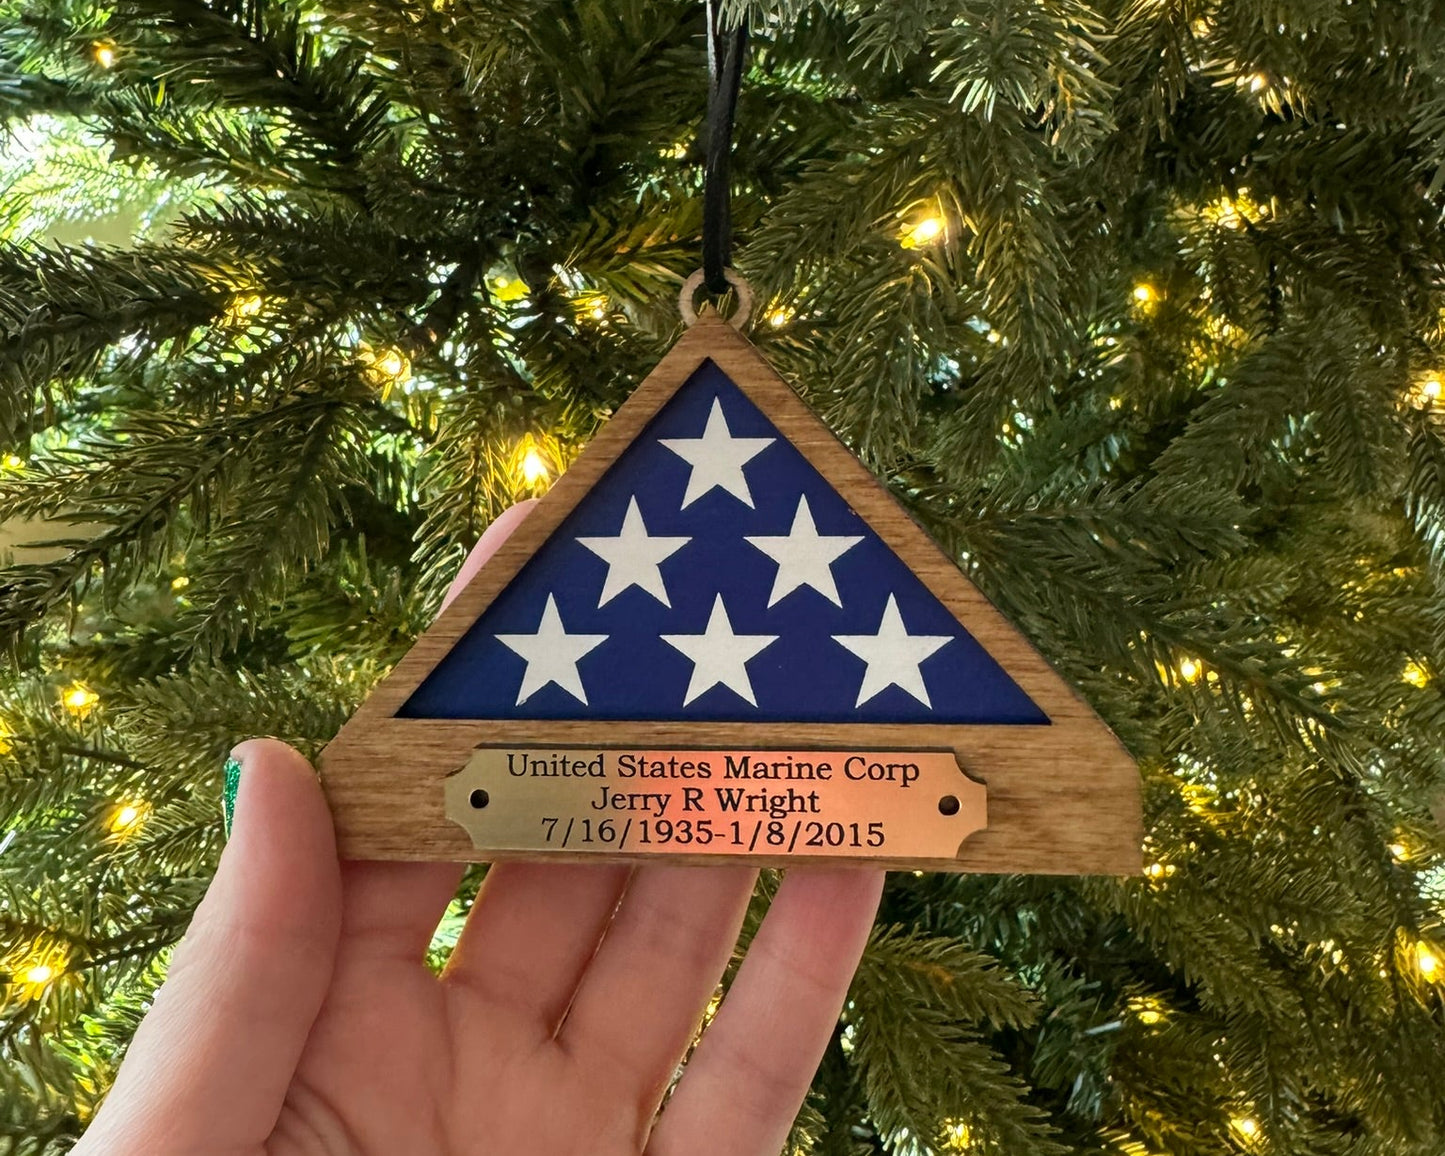 United States Marine Corp
Jerry R Wright
7/16/1935-1/8/2015